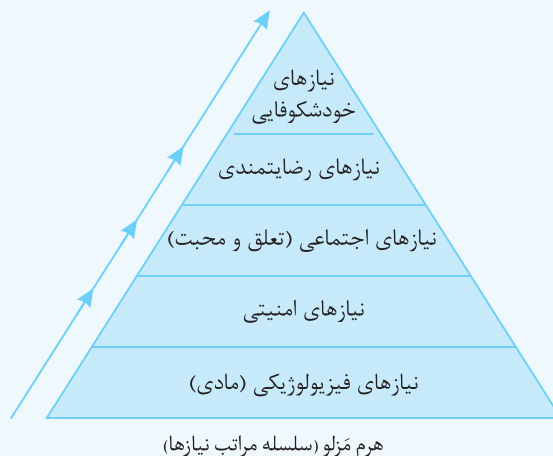 نیازهای
خودشکوفایی
نیازهای رضایتمندی
نیازهای اجتماعی (تعلق و محبت)
نیازهای امنیتی
نیازهای فیزیولوژیکی (مادی)
هرم مَزلو (سلسله مراتب نیازها)